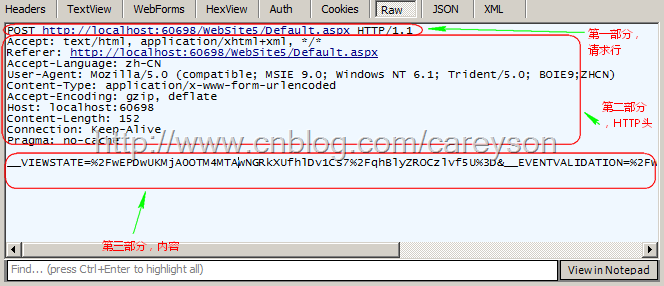 Headers TextView WebForms HexView Auth Cookies Raw JSON XML
POST http://localhost:60698/WebSite5/Default.aspx HTTP/1.1
Accept: text/html, application/xhtml+xml, */*
Referer: http://localhost:60698/WebSite5/Default.aspx
Accept-Language: zh-CN
User-Agent: Mozilla/5.0 (compatible; MSIE 9.0; Windows NT 6.1; Trident/5.0; BOIE9;ZHCN)
Content-Type: application/x-www-form-urlencoded
Accept-Encoding: gzip, deflate
Host: localhost:60698
Content-Length: 152
Connection: Keep-Alive
Pragma: no-cache
第一部分,
请求行
第二部分
,HTTP头
http://www.cnblog.com/careyson
__VIEWSTATE=%2FwEPDwUKMjA0OTM4MTAwNGRkXUfhlDv1Cs7%2FqhBlyZROCzlvf5U%3D&__EVENTVALIDATION=%2Fw
第三部分,内容
Find... (press Ctrl+Enter to highlight all) View in Notepad